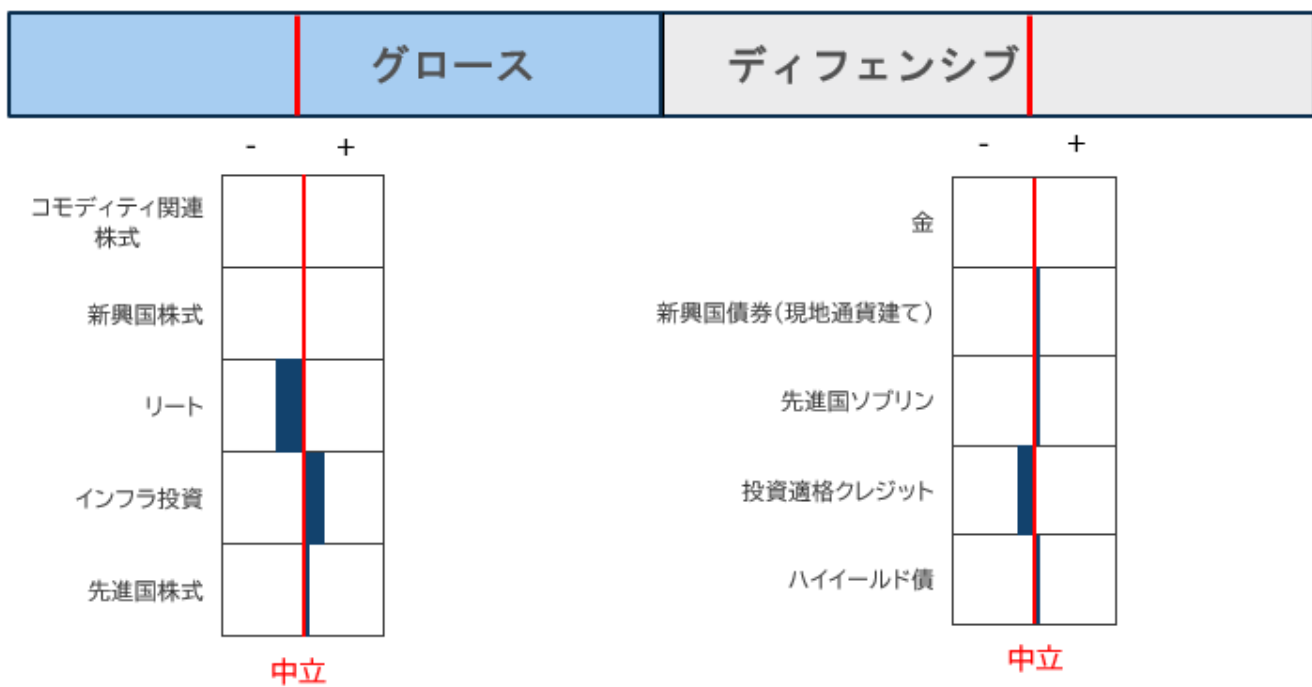 グロース
ディフェンシブ
- +
コモディティ関連
株式
新興国株式
リート
インフラ投資
先進国株式
中立
- +
金
新興国債券(現地通貨建て)
先進国ソブリン
投資適格クレジット
ハイイールド債
中立